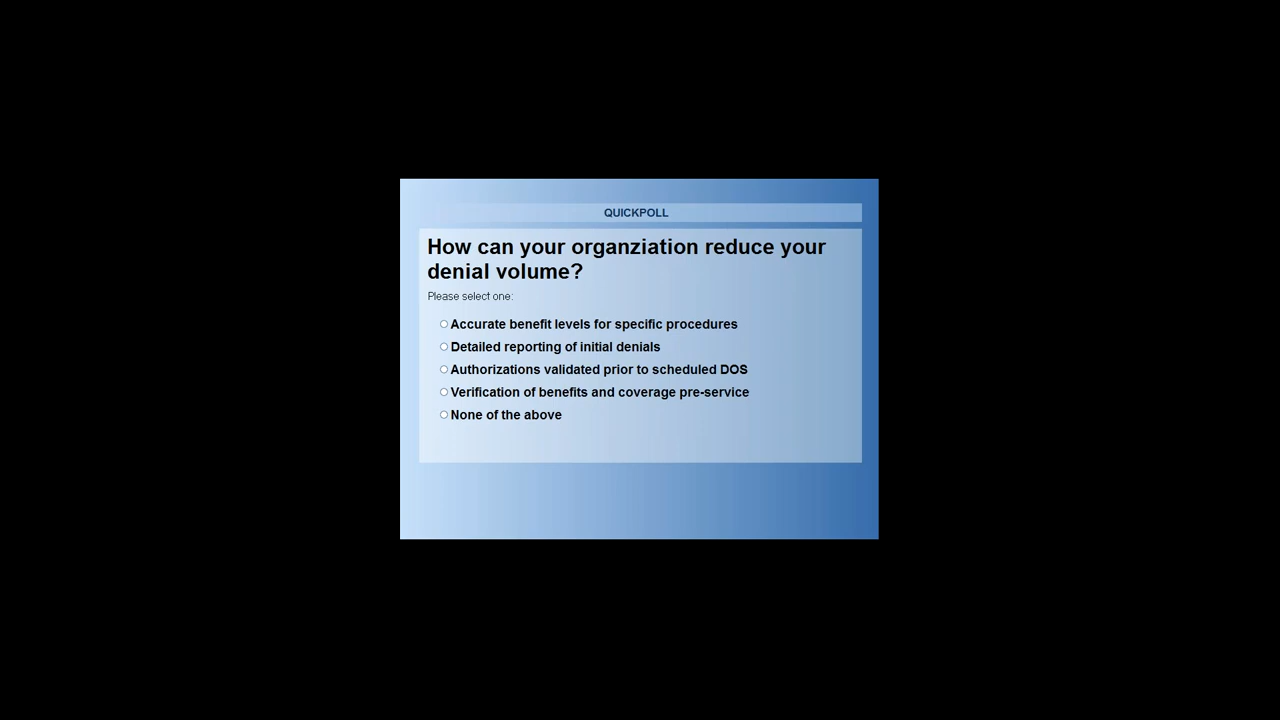 QUICKPOLL
How can your organziation reduce your
denial volume?
Please select one:
Accurate benefit levels for specific procedures
Detailed reporting of initial denials
Authorizations validated prior to scheduled DOS
Verification of benefits and coverage pre-service
None of the above